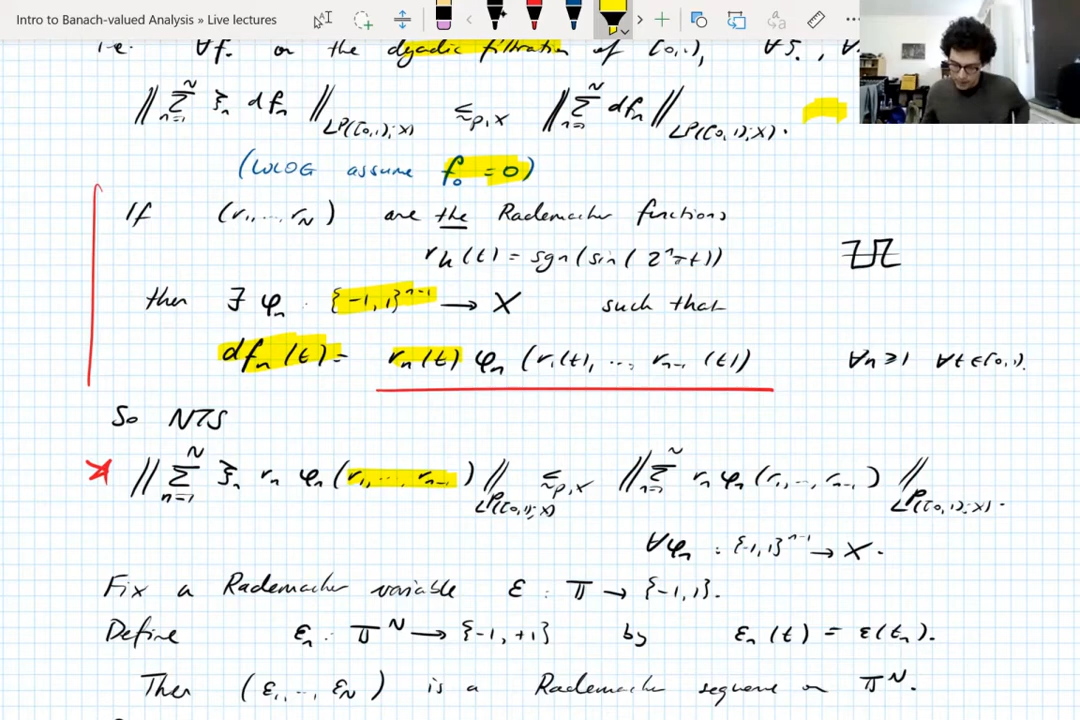 Intro to Banach-valued Analysis » Live lectures
i.e. ∀f. on the dyadic filtration of [0,1), ∀ξ.,
‖ Σ_{n=1}^N ξ_n df_n ‖_{L^p([0,1);X)} ≲_{p,X} ‖ Σ_{n=1}^N df_n ‖_{L^p([0,1);X)}.
(WLOG assume f_0 = 0)
If (r_1, ..., r_N) are the Rademacher functions
r_n(t) = sgn(sin(2^n π t))
then ∃ φ_n : {-1,1}^{n-1} → X such that
df_n(t) = r_n(t) φ_n(r_1(t), ..., r_{n-1}(t)) ∀n≥1 ∀t∈[0,1).
So NTS
‖ Σ_{n=1}^N ξ_n r_n φ_n(r_1, ..., r_{n-1}) ‖_{L^p([0,1);X)} ≲_{p,X} ‖ Σ_{n=1}^N r_n φ_n(r_1, ..., r_{n-1}) ‖_{L^p([0,1);X)}.
∀φ_n : {-1,1}^{n-1} → X.
Fix a Rademacher variable ε : 𝕋 → {-1,1}.
Define ε_n : 𝕋^N → {-1,+1} by ε_n(t) = ε(t_n).
Then (ε_1, ..., ε_N) is a Rademacher sequence on 𝕋^N.